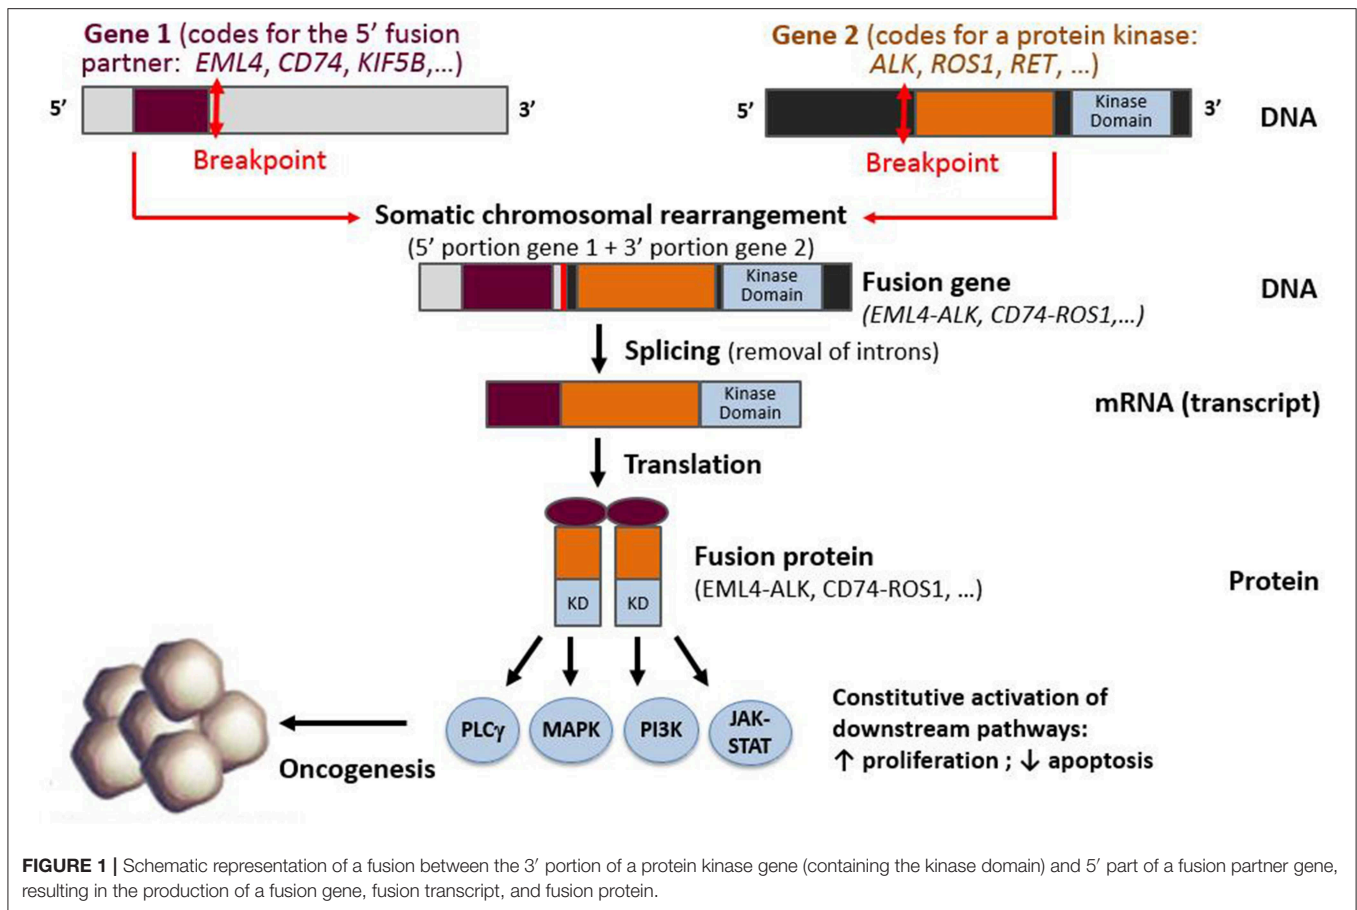 Gene 1 (codes for the 5’ fusion
partner: EML4, CD74, KIF5B,…)
Gene 2 (codes for a protein kinase:
ALK, ROS1, RET, …)
5’
3’
5’
Kinase
Domain
3’
DNA
Breakpoint
Breakpoint
Somatic chromosomal rearrangement
(5’ portion gene 1 + 3’ portion gene 2)
Kinase
Domain
Fusion gene
(EML4-ALK, CD74-ROS1,…)
DNA
Splicing (removal of introns)
Kinase
Domain
mRNA (transcript)
Translation
Fusion protein
(EML4-ALK, CD74-ROS1, …)
Protein
KD
KD
PLCγ
MAPK
PI3K
JAK-
STAT
Constitutive activation of
downstream pathways:
↑ proliferation ; ↓ apoptosis
Oncogenesis
FIGURE 1 | Schematic representation of a fusion between the 3′ portion of a protein kinase gene (containing the kinase domain) and 5′ part of a fusion partner gene,
resulting in the production of a fusion gene, fusion transcript, and fusion protein.